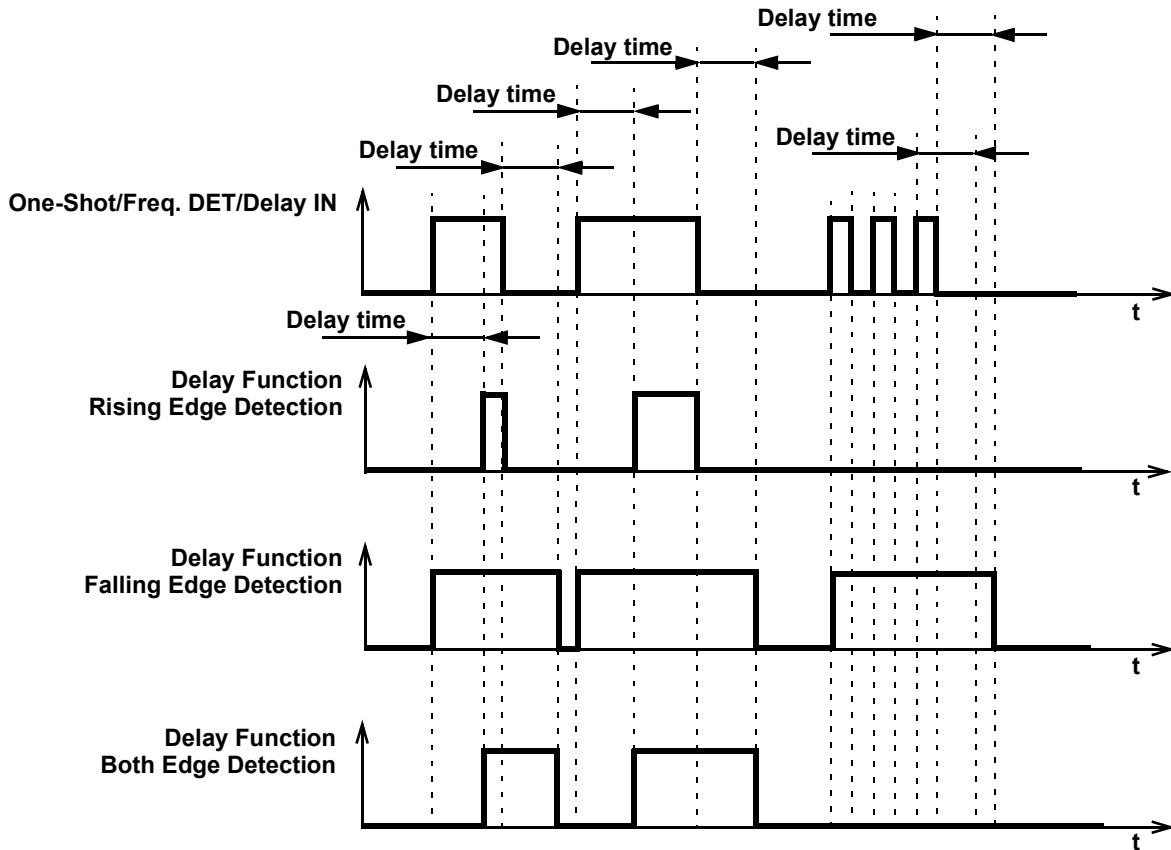 Delay time
Delay time
Delay time
Delay time
Delay time
One-Shot/Freq. DET/Delay IN
t
Delay time
Delay Function
Rising Edge Detection
t
Delay Function
Falling Edge Detection
t
Delay Function
Both Edge Detection
t